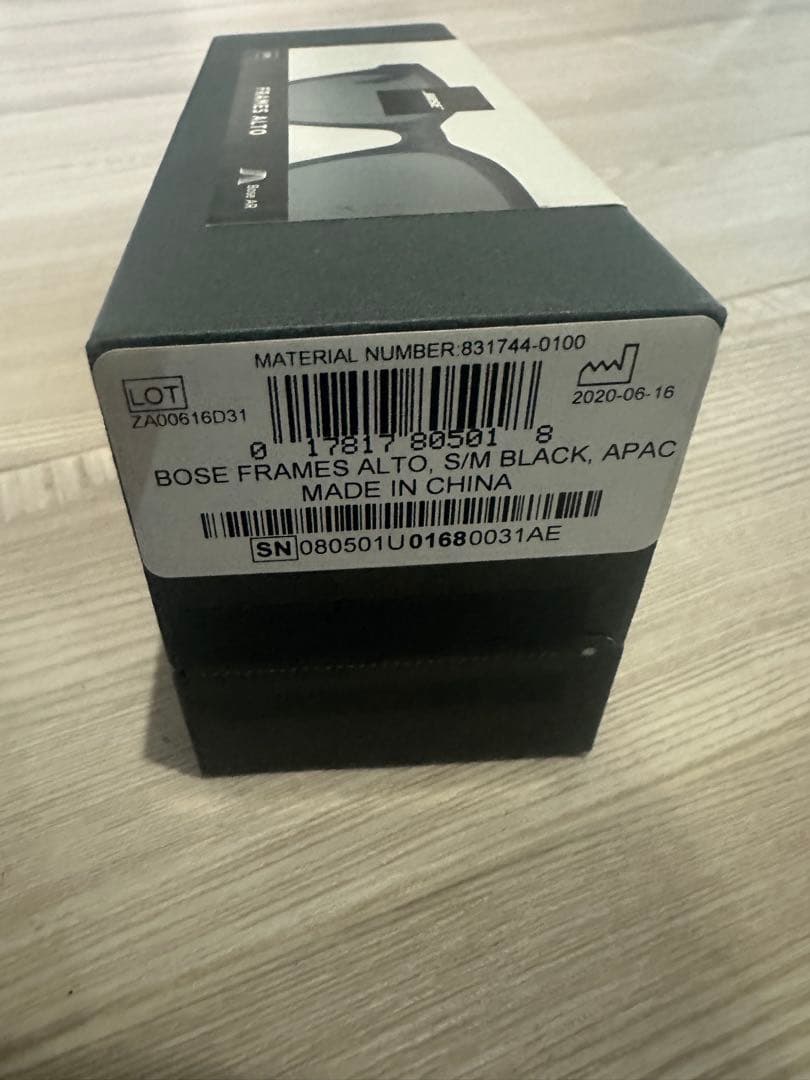 BOSE
FRAMES ALTO
Bose AR
MATERIAL NUMBER:831744-0100
LOT
ZA00616D31
2020-06-16
0 17817 80501 8
BOSE FRAMES ALTO, S/M BLACK, APAC
MADE IN CHINA
SN 080501U01680031AE